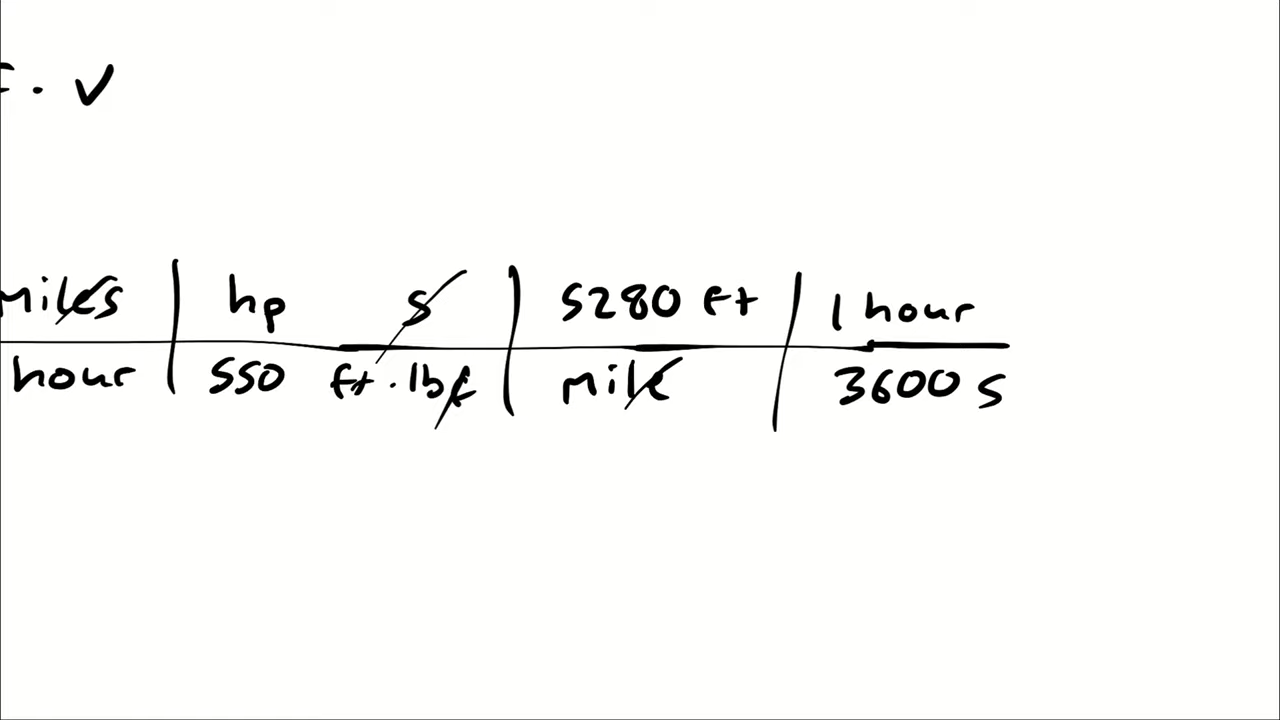 F. V
miles | hp s | 5280 ft | 1 hour
hour | 550 ft. lbf | mile | 3600 s